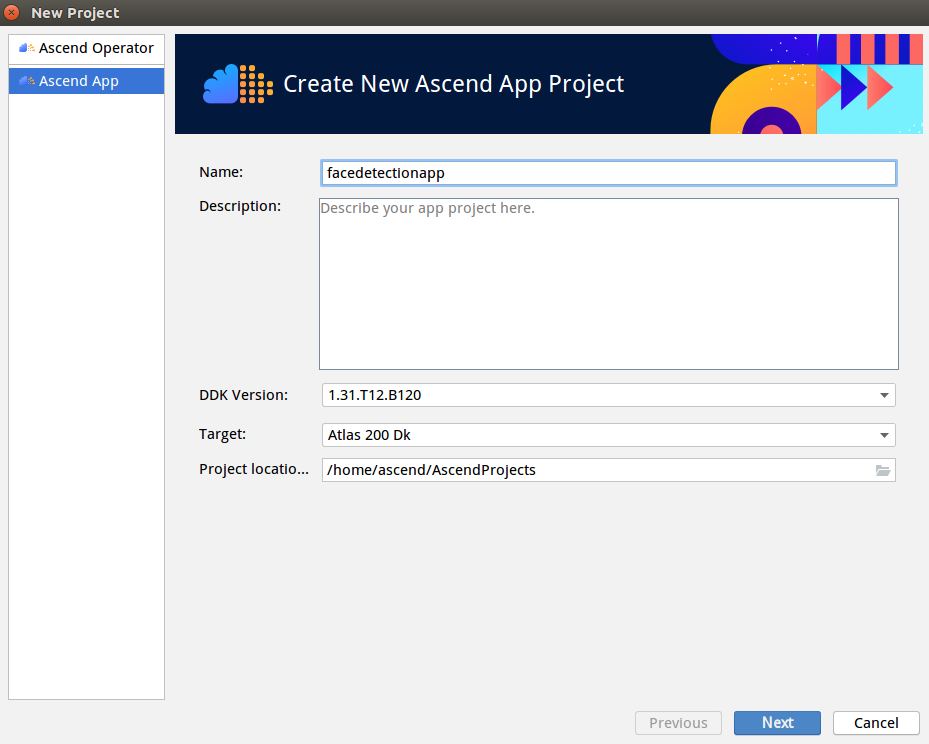 New Project
Ascend Operator
Ascend App
Create New Ascend App Project
Name:
facedetectionapp
Description:
Describe your app project here.
DDK Version:
1.31.T12.B120
Target:
Atlas 200 Dk
Project locatio...
/home/ascend/AscendProjects
Previous
Next
Cancel